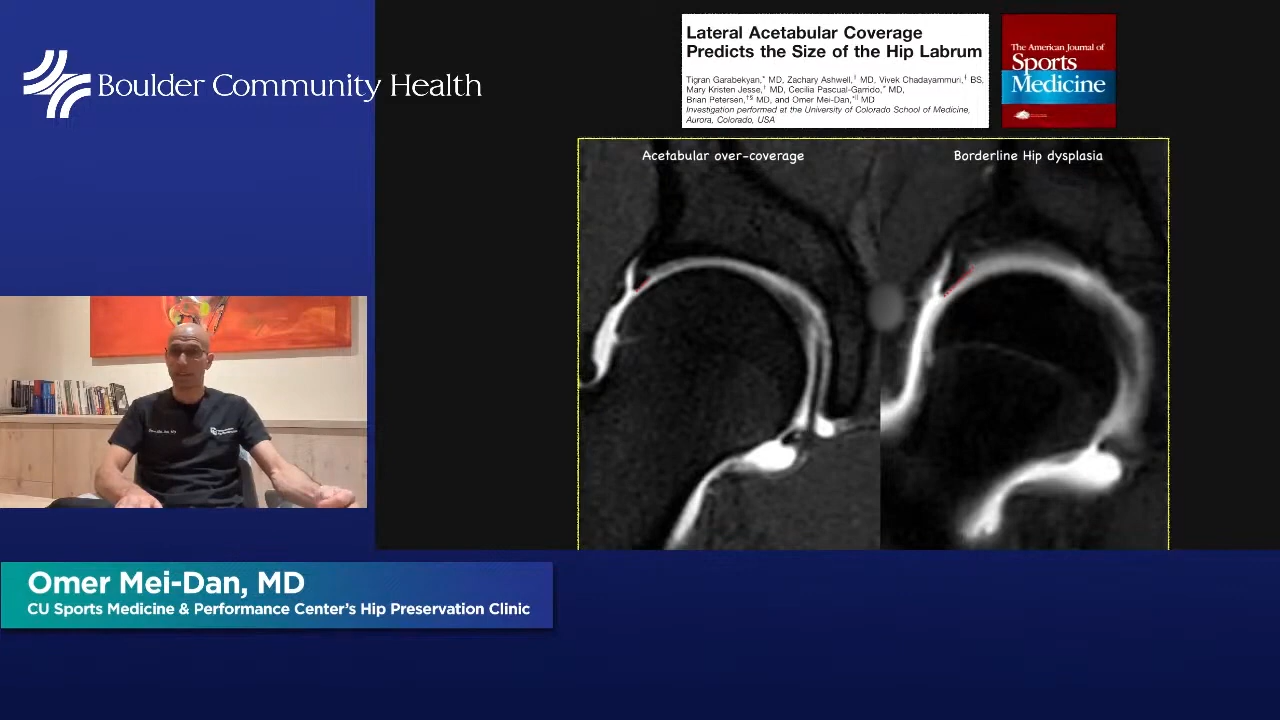 Boulder Community Health
Lateral Acetabular Coverage
Predicts the Size of the Hip Labrum
Tigran Garabekyan,* MD, Zachary Ashwell,† MD, Vivek Chadayammuri,‡ BS,
Mary Kristen Jesse,† MD, Cecilia Pascual-Garrido,* MD,
Brian Petersen,†§ MD, and Omer Mei-Dan,*|| MD
Investigation performed at the University of Colorado School of Medicine,
Aurora, Colorado, USA
The American Journal of
Sports
Medicine
Acetabular over-coverage
Borderline Hip dysplasia
Omer Mei-Dan, MD
CU Sports Medicine & Performance Center's Hip Preservation Clinic